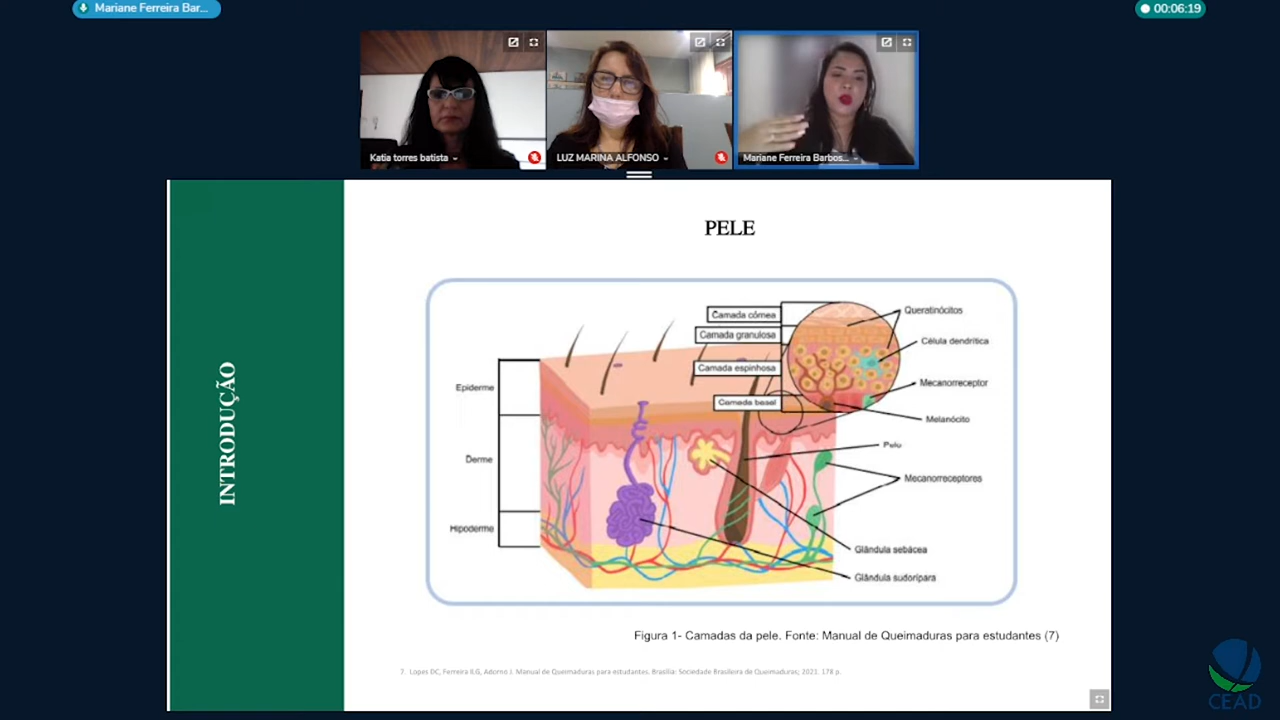 Mariane Ferreira Bar...
00:06:19
Katia torres batista
LUZ MARINA ALFONSO
Mariane Ferreira Barbos...
INTRODUÇÃO
PELE
Camada córnea
Camada granulosa
Camada espinhosa
Camada basal
Queratinócitos
Célula dendrítica
Mecanorreceptor
Melanócito
Pelo
Mecanorreceptores
Glândula sebácea
Glândula sudorípara
Epiderme
Derme
Hipoderme
Figura 1- Camadas da pele. Fonte: Manual de Queimaduras para estudantes (7)
7. Lopes DC, Ferreira ILG, Adorno J. Manual de Queimaduras para estudantes. Brasília: Sociedade Brasileira de Queimaduras; 2021. 178 p.
CEAD